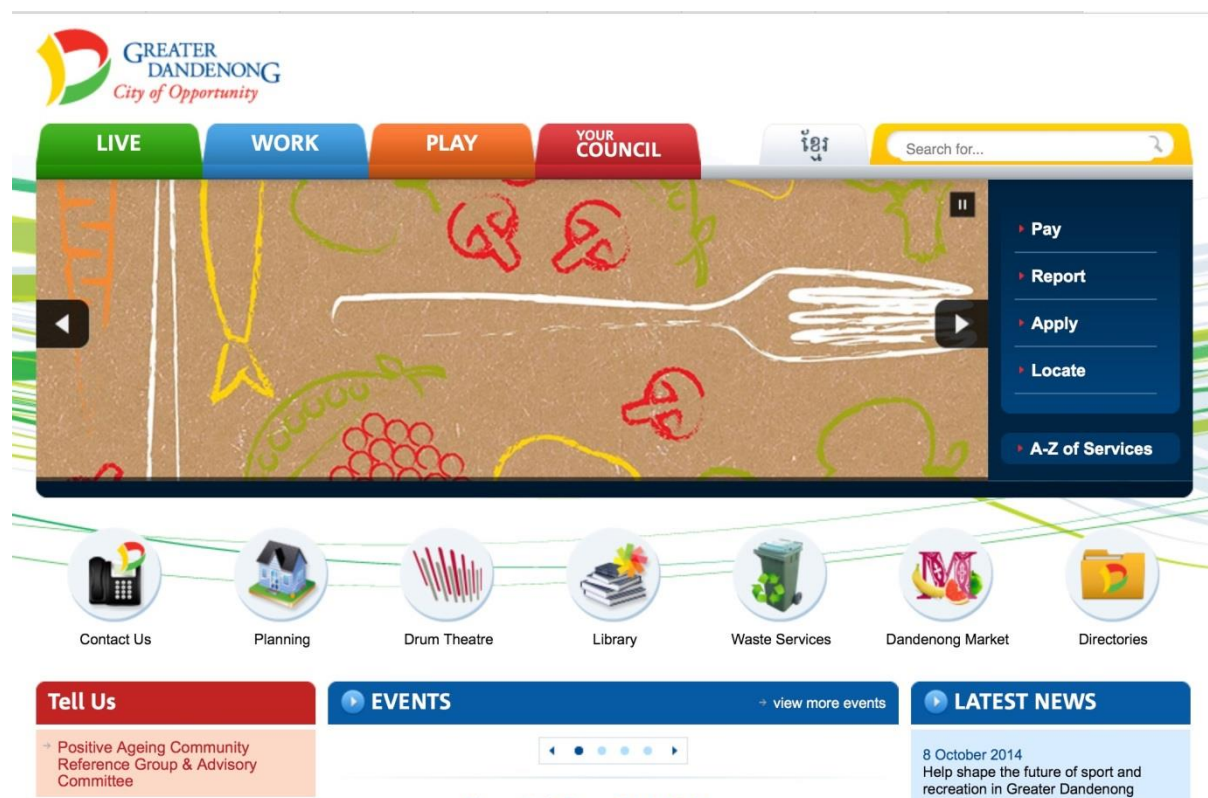 GREATER
DANDENONG
City of Opportunity
LIVE
WORK
PLAY
YOUR
COUNCIL
ខ្មែរ
Search for...
Pay
Report
Apply
Locate
A-Z of Services
Contact Us
Planning
Drum Theatre
Library
Waste Services
Dandenong Market
Directories
Tell Us
Positive Ageing Community
Reference Group & Advisory
Committee
EVENTS
view more events
LATEST NEWS
8 October 2014
Help shape the future of sport and
recreation in Greater Dandenong